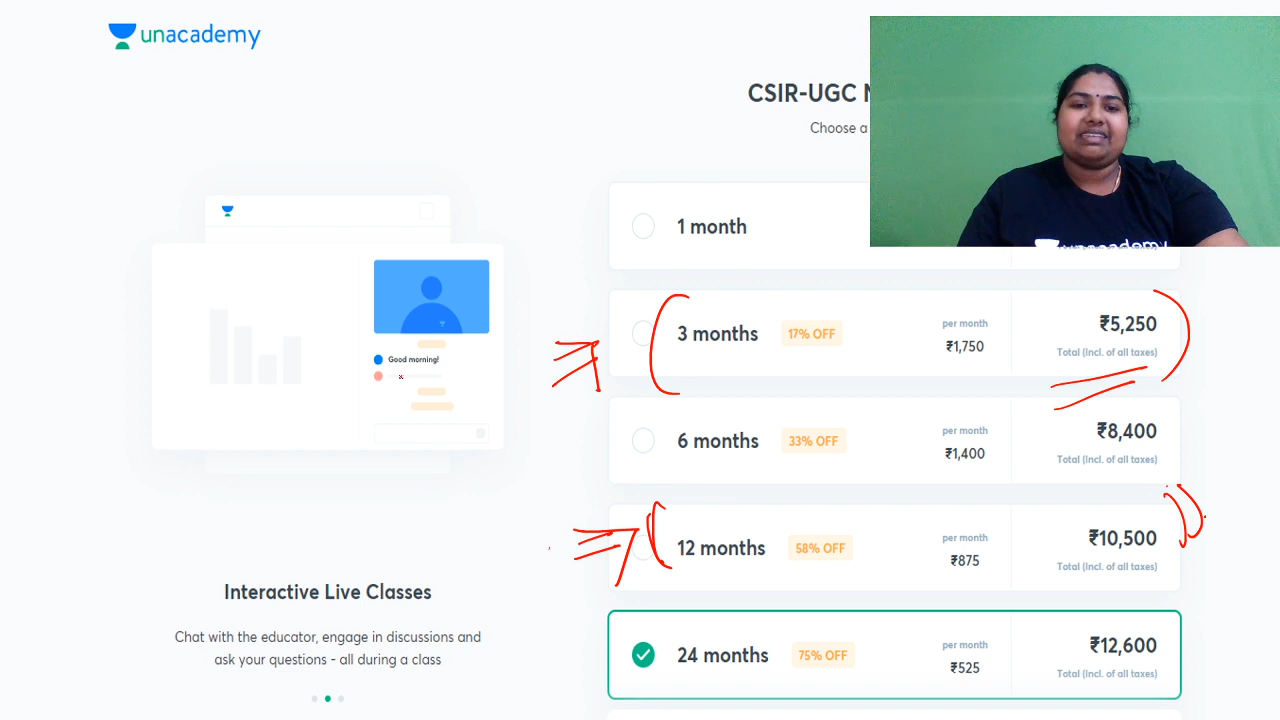 unacademy
CSIR-UGC
Choose a
unacademy
1 month
3 months 17% OFF per month ₹1,750 ₹5,250 Total (Incl. of all taxes)
Good morning!
6 months 33% OFF per month ₹1,400 ₹8,400 Total (Incl. of all taxes)
12 months 58% OFF per month ₹875 ₹10,500 Total (Incl. of all taxes)
Interactive Live Classes
Chat with the educator, engage in discussions and
ask your questions - all during a class
24 months 75% OFF per month ₹525 ₹12,600 Total (Incl. of all taxes)